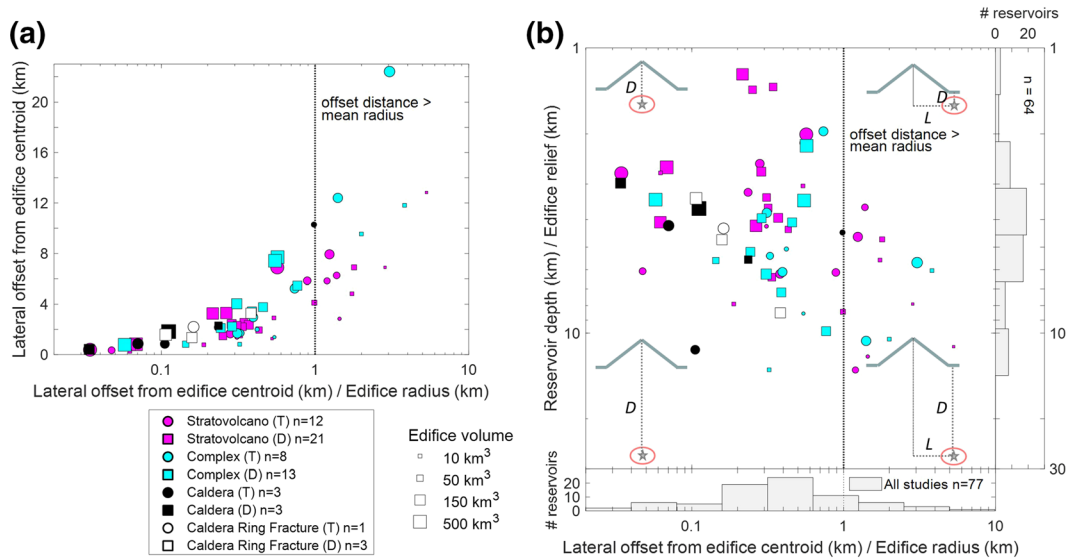 (a)
Lateral offset from edifice centroid (km)
22
20
16
12
8
4
0
offset distance >
mean radius
0.1
1
10
Lateral offset from edifice centroid (km) / Edifice radius (km)
Stratovolcano (T) n=12
Stratovolcano (D) n=21
Complex (T) n=8
Complex (D) n=13
Caldera (T) n=3
Caldera (D) n=3
Caldera Ring Fracture (T) n=1
Caldera Ring Fracture (D) n=3
Edifice volume
10 km³
50 km³
150 km³
500 km³
(b)
# reservoirs
0
20
1
1
D
D
L
n = 64
offset distance >
mean radius
Reservoir depth (km) / Edifice relief (km)
10
10
D
D
L
30
30
# reservoirs
20
10
0
All studies n=77
0.1
1
10
Lateral offset from edifice centroid (km) / Edifice radius (km)